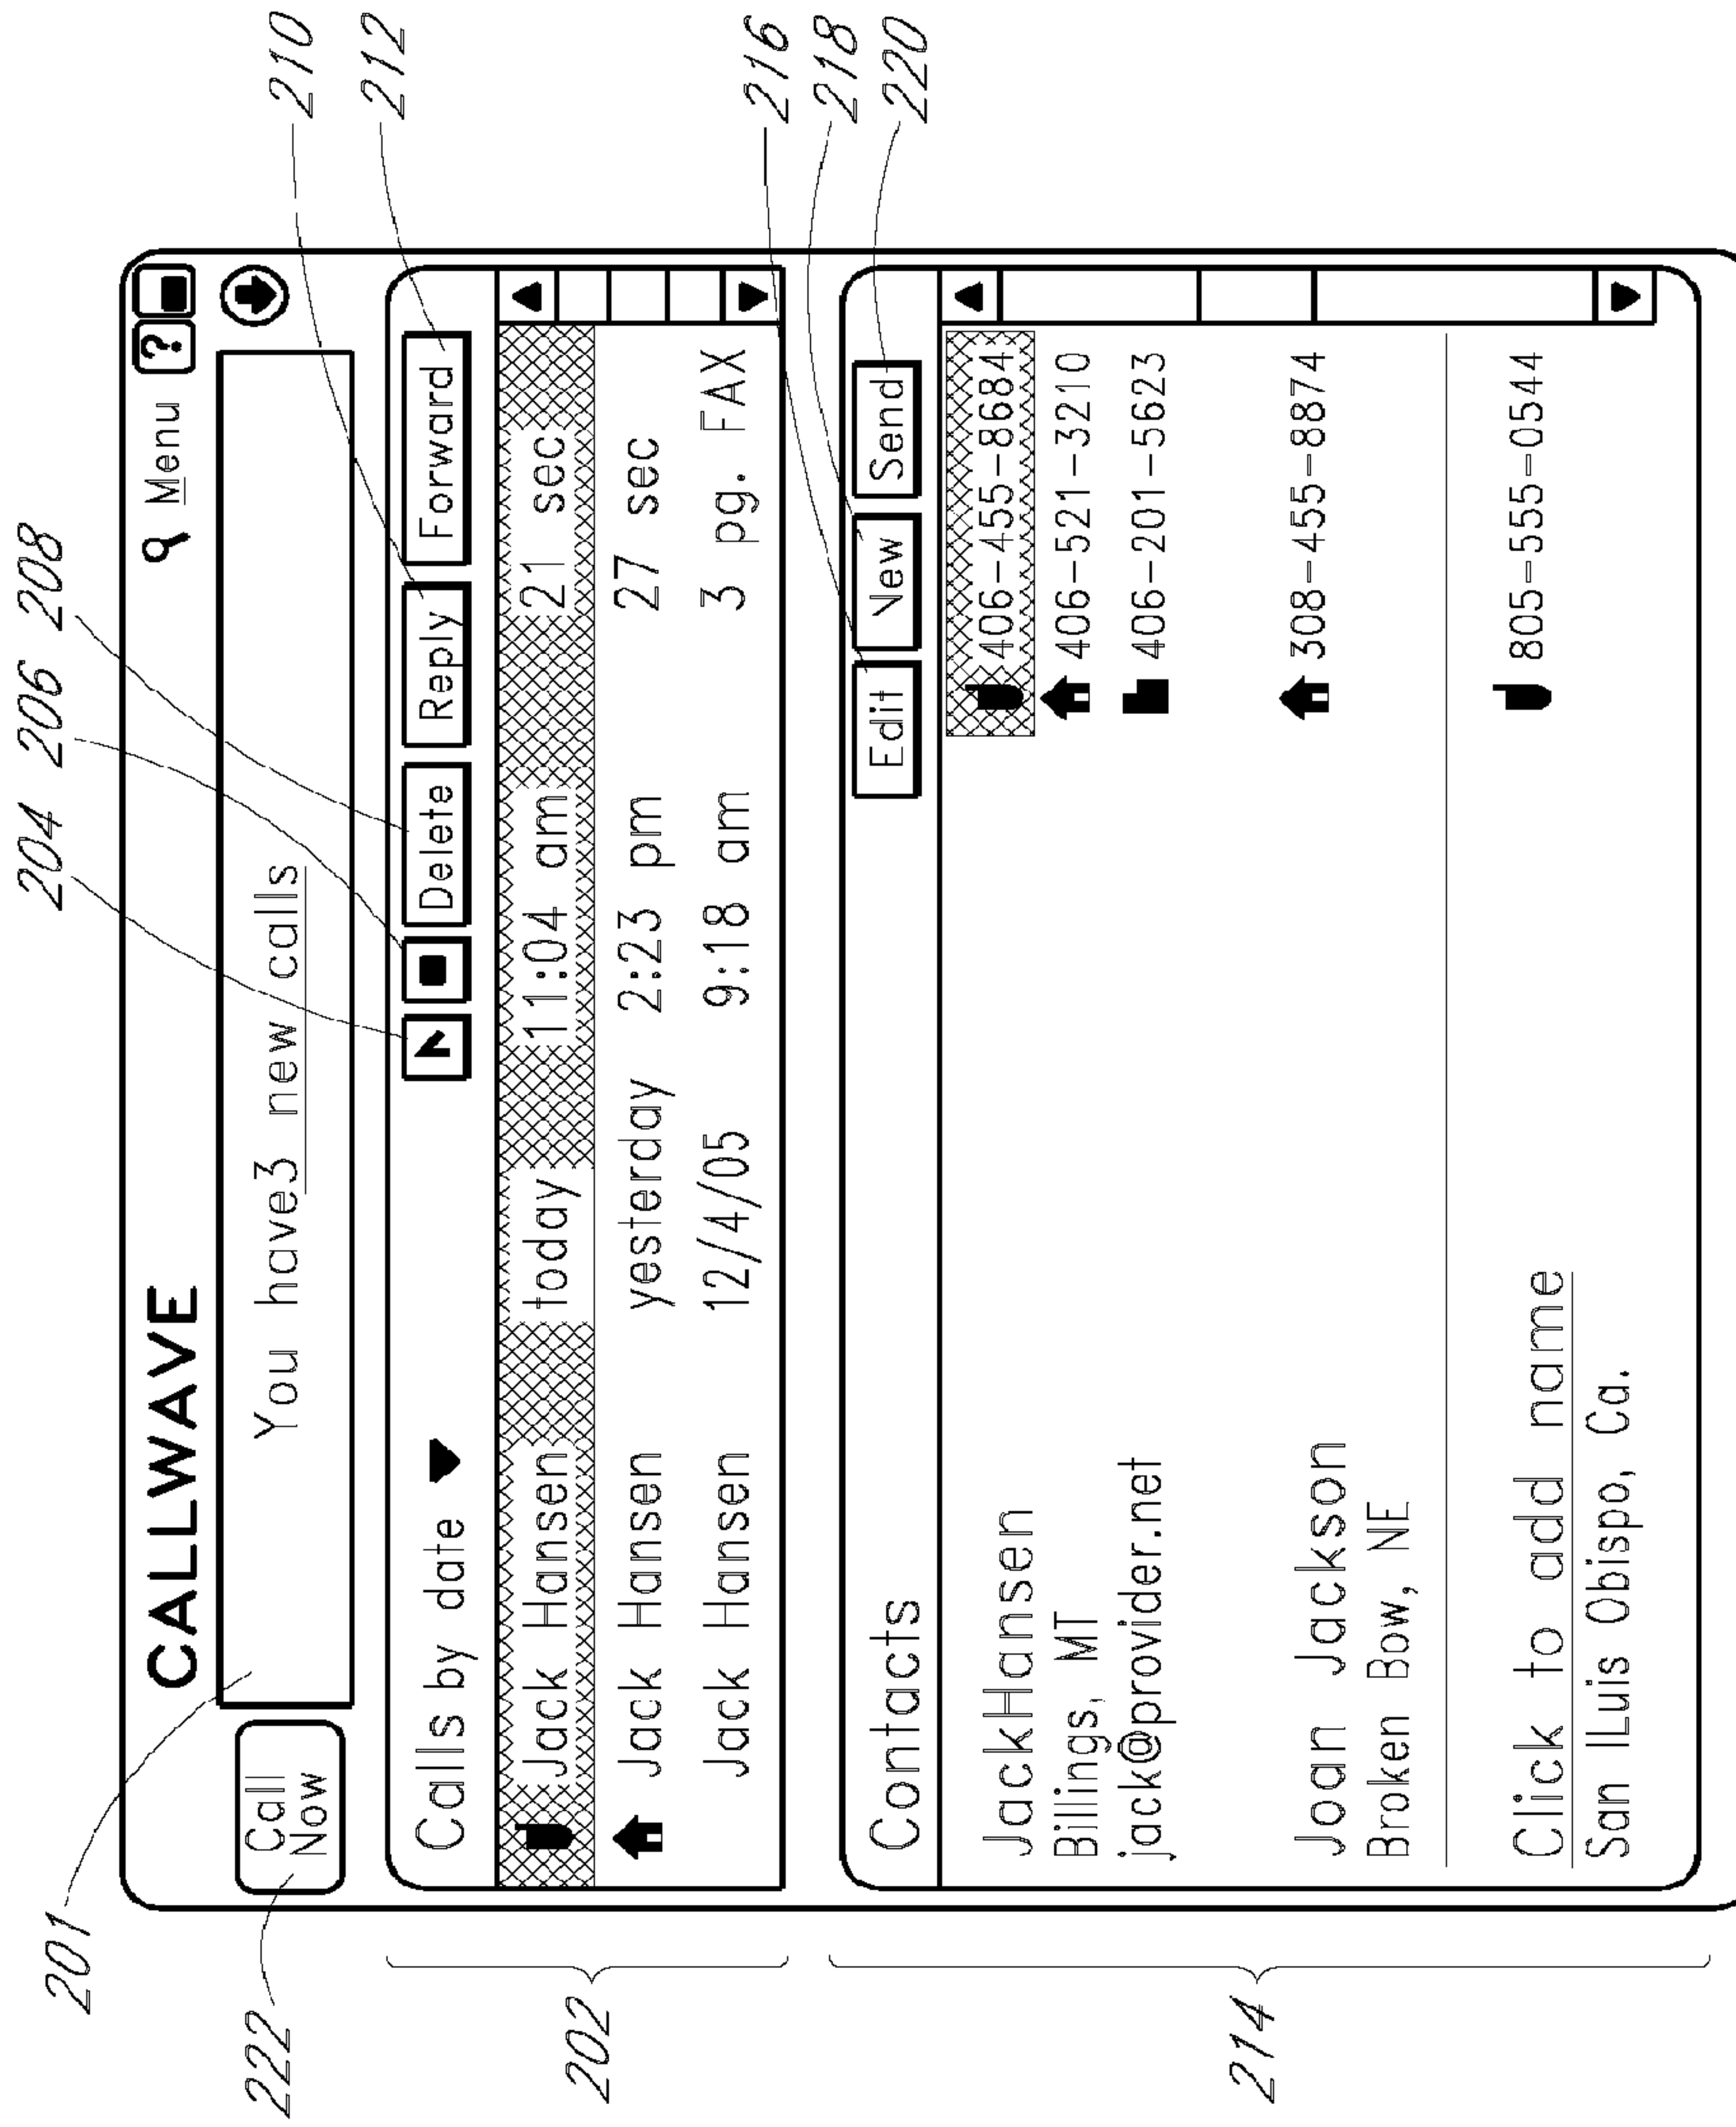 204 206 208
210
212
201
CALLWAVE Menu ?
222
Call
Now
You have3 new calls
Calls by date Delete Reply Forward
202
Jack Hansen today 11:04 am 21 sec
Jack Hansen yesterday 2:23 pm 27 sec
Jack Hansen 12/4/05 9:18 am 3 pg. FAX
216
218
220
Contacts Edit New Send
214
JackHansen 406-455-8684
Billings, MT 406-521-3210
jack@provider.net 406-201-5623
Joan Jackson 308-455-8874
Broken Bow, NE
Click to add name 805-555-0544
San lLuis Obispo, Ca.